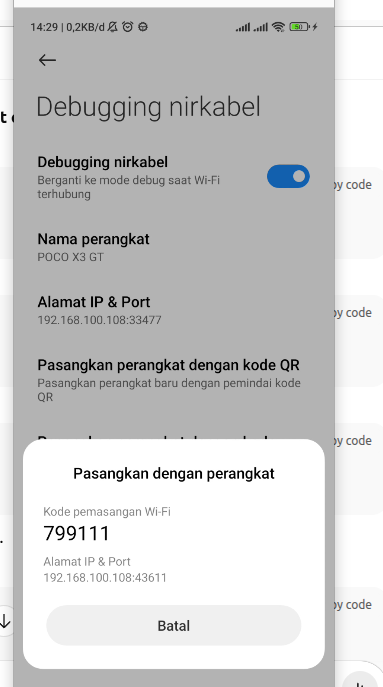 14:29 | 0,2KB/d
50
Debugging nirkabel
Debugging nirkabel
Berganti ke mode debug saat Wi-Fi
terhubung
py code
Nama perangkat
POCO X3 GT
Alamat IP & Port
192.168.100.108:33477
py code
Pasangkan perangkat dengan kode QR
Pasangkan perangkat baru dengan pemindai kode
QR
py code
Pasangkan dengan perangkat
Kode pemasangan Wi-Fi
799111
Alamat IP & Port
192.168.100.108:43611
py code
Batal